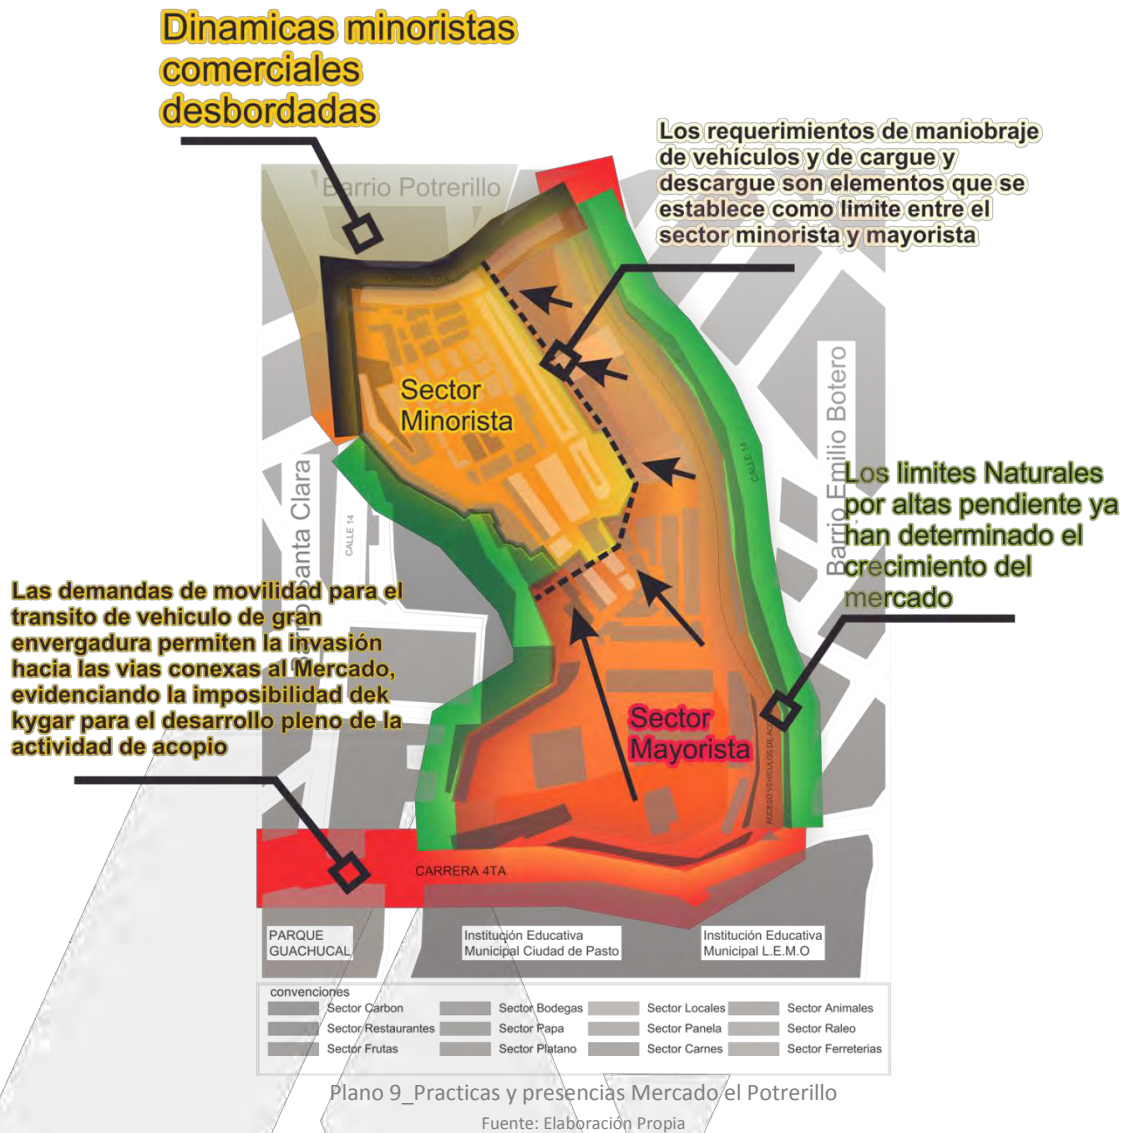 Dinamicas minoristas
comerciales
desbordadas
Los requerimientos de maniobraje
de vehículos y de cargue y
descargue son elementos que se
establece como limite entre el
sector minorista y mayorista
Barrio Potrerillo
Sector
Minorista
Barrio Emilio Botero
CALLE 14
Los limites Naturales
por altas pendiente ya
han determinado el
crecimiento del
mercado
Santa Clara
CALLE 14
Las demandas de movilidad para el
transito de vehiculo de gran
envergadura permiten la invasión
hacia las vias conexas al Mercado,
evidenciando la imposibilidad dek
kygar para el desarrollo pleno de la
actividad de acopio
Sector
Mayorista
ACCESO VEHICULOS DE
CARRERA 4TA
PARQUE
GUACHUCAL
Institución Educativa
Municipal Ciudad de Pasto
Institución Educativa
Municipal L.E.M.O
convenciones
Sector Carbon
Sector Bodegas
Sector Locales
Sector Animales
Sector Restaurantes
Sector Papa
Sector Panela
Sector Raleo
Sector Frutas
Sector Platano
Sector Carnes
Sector Ferreterias
Plano 9_Practicas y presencias Mercado el Potrerillo
Fuente: Elaboración Propia